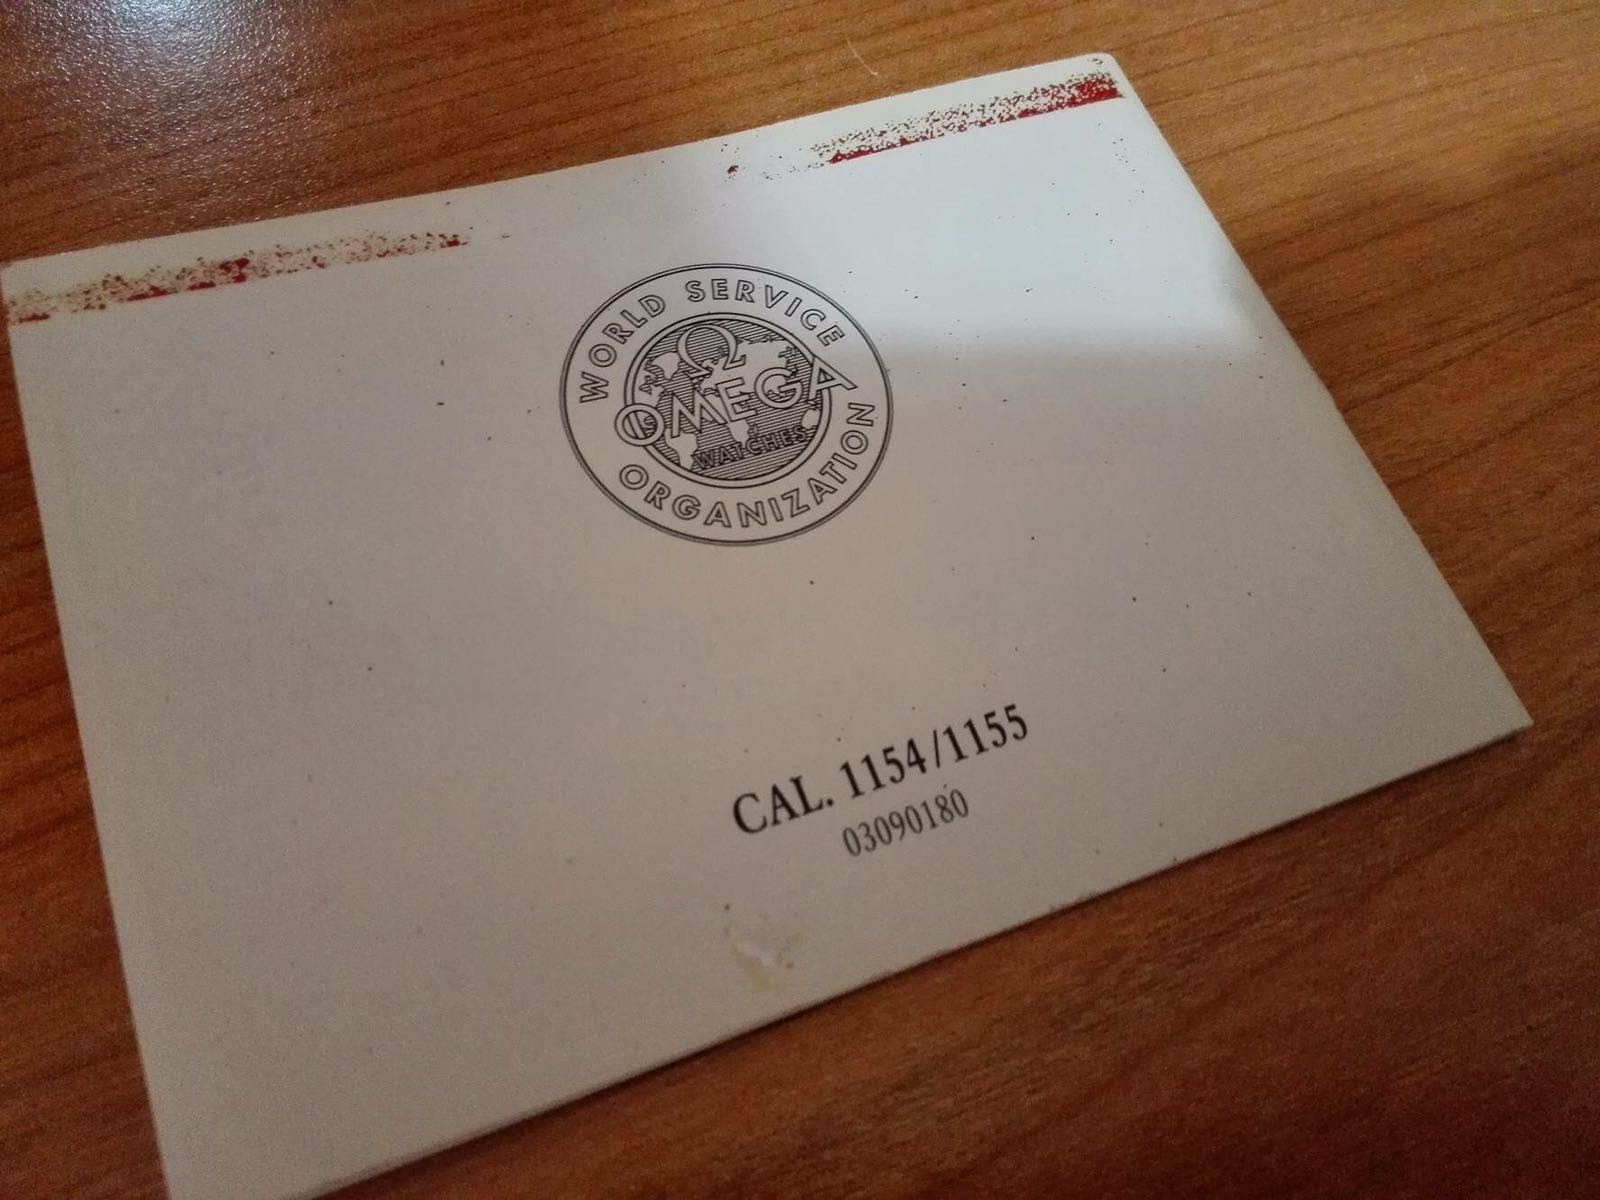 WORLD SERVICE
Ω
OMEGA
WATCHES
ORGANIZATION
CAL. 1154/1155
03090180